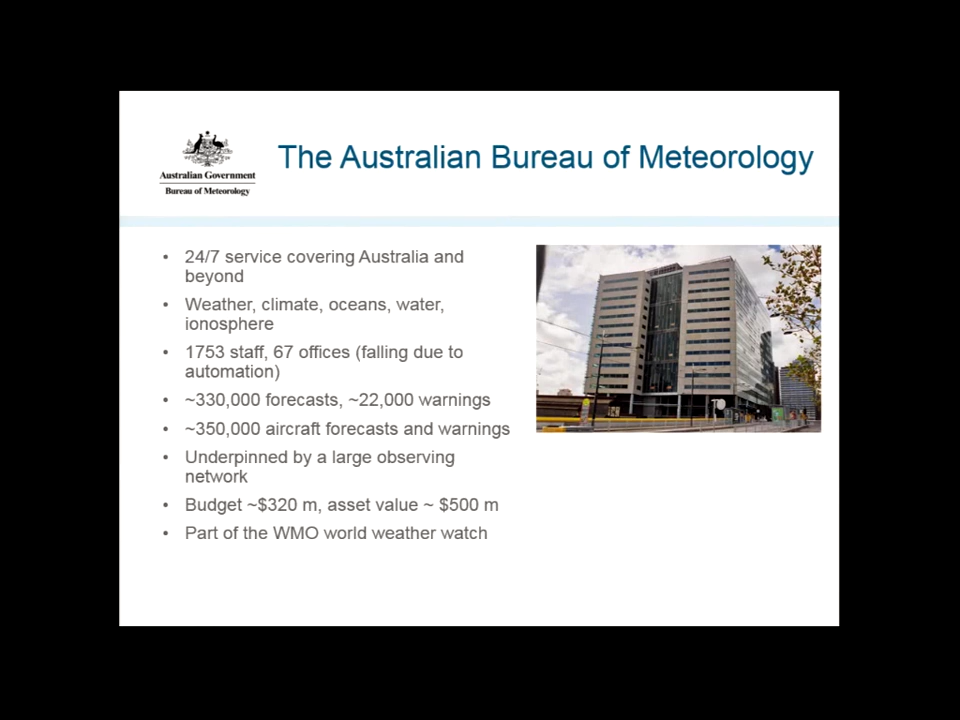 Australian Government
Bureau of Meteorology
The Australian Bureau of Meteorology
• 24/7 service covering Australia and
beyond
• Weather, climate, oceans, water,
ionosphere
• 1753 staff, 67 offices (falling due to
automation)
• ~330,000 forecasts, ~22,000 warnings
• ~350,000 aircraft forecasts and warnings
• Underpinned by a large observing
network
• Budget ~$320 m, asset value ~ $500 m
• Part of the WMO world weather watch